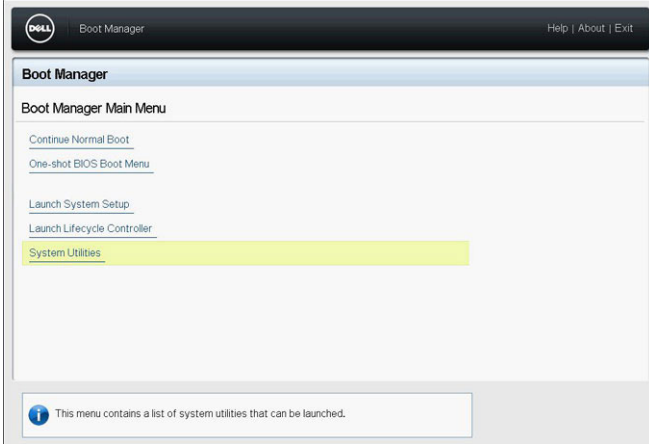 DELL
Boot Manager
Help | About | Exit
Boot Manager
Boot Manager Main Menu
Continue Normal Boot
One-shot BIOS Boot Menu
Launch System Setup
Launch Lifecycle Controller
System Utilities
This menu contains a list of system utilities that can be launched.